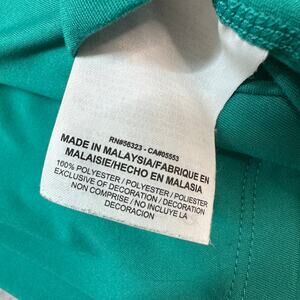 RN#56323 - CA#05553
MADE IN MALAYSIA/FABRIQUE EN
MALAISIE/HECHO EN MALASIA
100% POLYESTER / POLYESTER / POLIESTER
EXCLUSIVE OF DECORATION / DECORATION
NON COMPRISE / NO INCLUYE LA
DECORACION